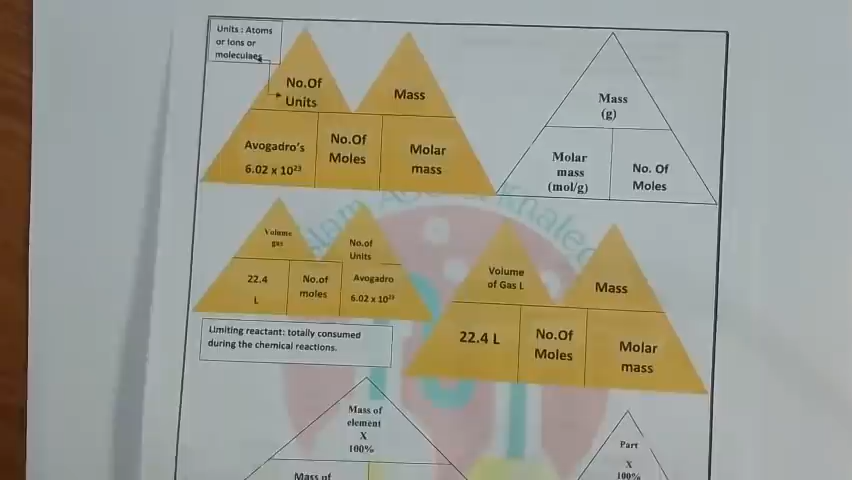 Units : Atoms
or Ions or
moleculaes
No.Of
Units
Mass
Avogadro's
6.02 x 10²³
No.Of
Moles
Molar
mass
Mass
(g)
Molar
mass
(mol/g)
No. Of
Moles
Volume
gas
No.of
Units
22.4
L
No.of
moles
Avogadro
6.02 x 10²³
Volume
of Gas L
Mass
22.4 L
No.Of
Moles
Molar
mass
Limiting reactant: totally consumed
during the chemical reactions.
Mass of
element
X
100%
Mass of
Part
X
100%